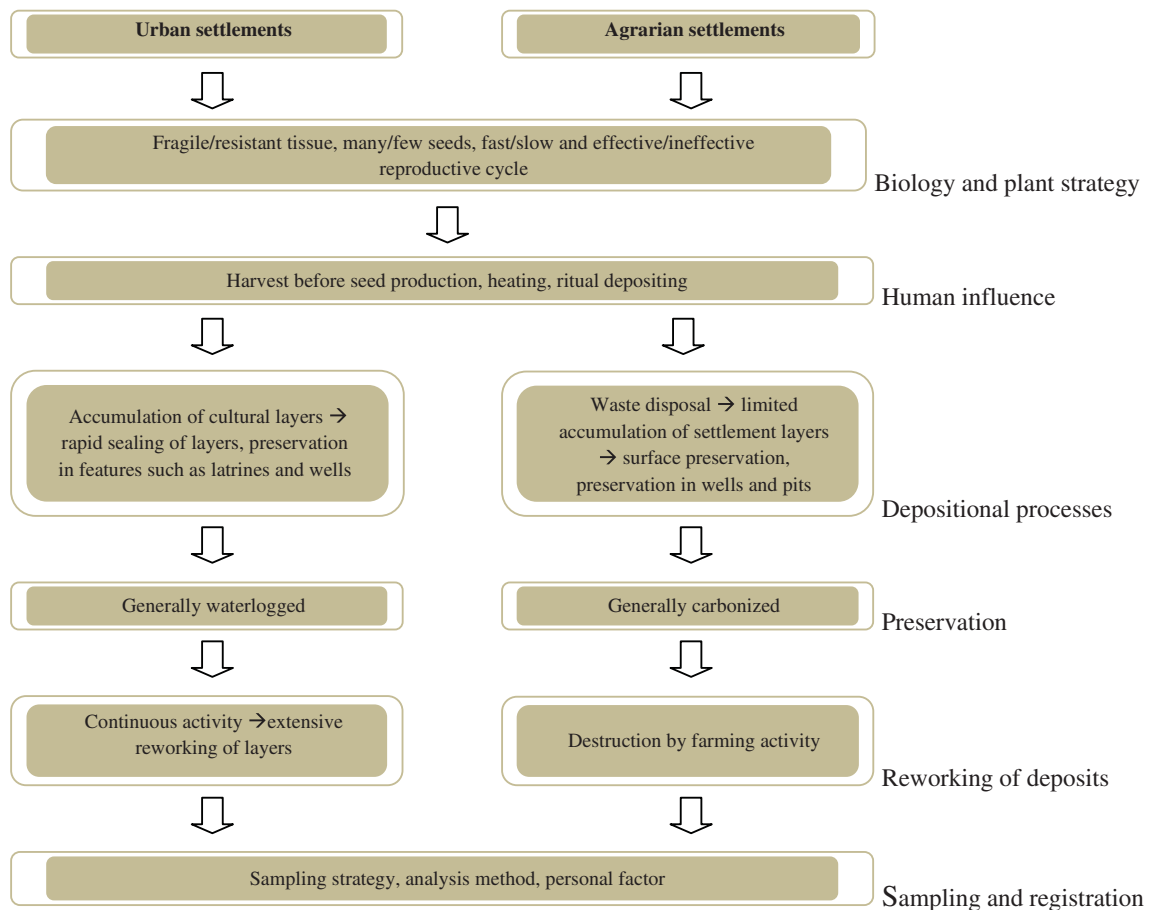 Urban settlements
Agrarian settlements
Fragile/resistant tissue, many/few seeds, fast/slow and effective/ineffective
reproductive cycle
Biology and plant strategy
Harvest before seed production, heating, ritual depositing
Human influence
Accumulation of cultural layers →
rapid sealing of layers, preservation
in features such as latrines and wells
Waste disposal → limited
accumulation of settlement layers
→ surface preservation,
preservation in wells and pits
Depositional processes
Generally waterlogged
Generally carbonized
Preservation
Continuous activity →extensive
reworking of layers
Destruction by farming activity
Reworking of deposits
Sampling strategy, analysis method, personal factor
Sampling and registration